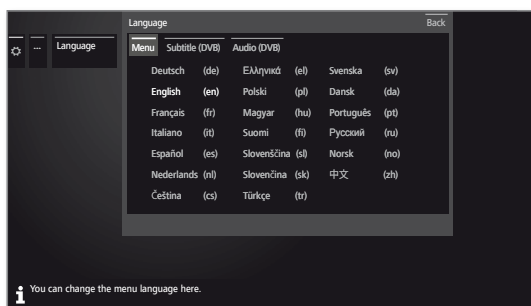 Language Back
... Language
Menu Subtitle (DVB) Audio (DVB)
Deutsch (de) Ελληνικά (el) Svenska (sv)
English (en) Polski (pl) Dansk (da)
Français (fr) Magyar (hu) Português (pt)
Italiano (it) Suomi (fi) Русский (ru)
Español (es) Slovenščina (sl) Norsk (no)
Nederlands (nl) Slovenčina (sk) 中文 (zh)
Čeština (cs) Türkçe (tr)
You can change the menu language here.